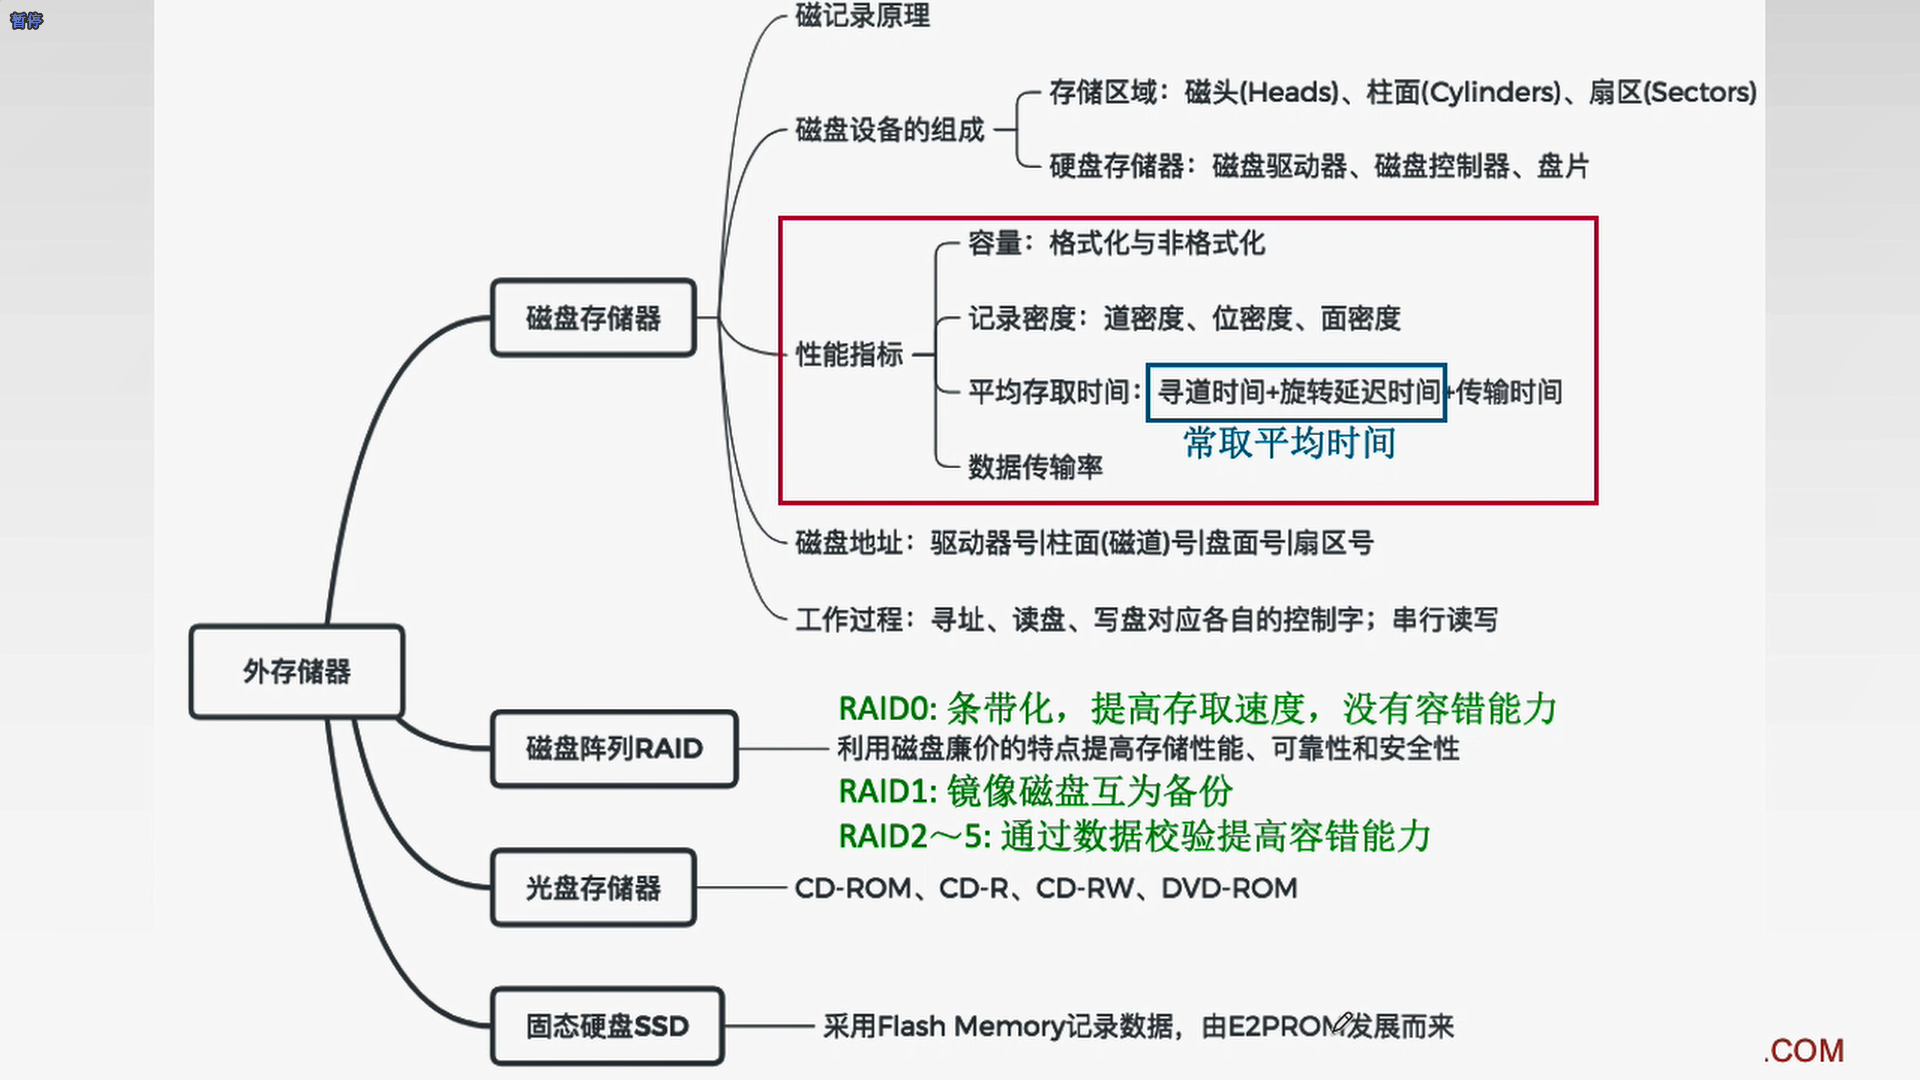 暂停
磁记录原理
存储区域：磁头(Heads)、柱面(Cylinders)、扇区(Sectors)
磁盘设备的组成
硬盘存储器：磁盘驱动器、磁盘控制器、盘片
容量：格式化与非格式化
磁盘存储器
记录密度：道密度、位密度、面密度
性能指标
平均存取时间：寻道时间+旋转延迟时间+传输时间
常取平均时间
数据传输率
磁盘地址：驱动器号|柱面(磁道)号|盘面号|扇区号
工作过程：寻址、读盘、写盘对应各自的控制字；串行读写
外存储器
RAID0: 条带化，提高存取速度，没有容错能力
磁盘阵列RAID
利用磁盘廉价的特点提高存储性能、可靠性和安全性
RAID1: 镜像磁盘互为备份
RAID2～5: 通过数据校验提高容错能力
光盘存储器
CD-ROM、CD-R、CD-RW、DVD-ROM
固态硬盘SSD
采用Flash Memory记录数据，由E2PROM发展而来
.COM